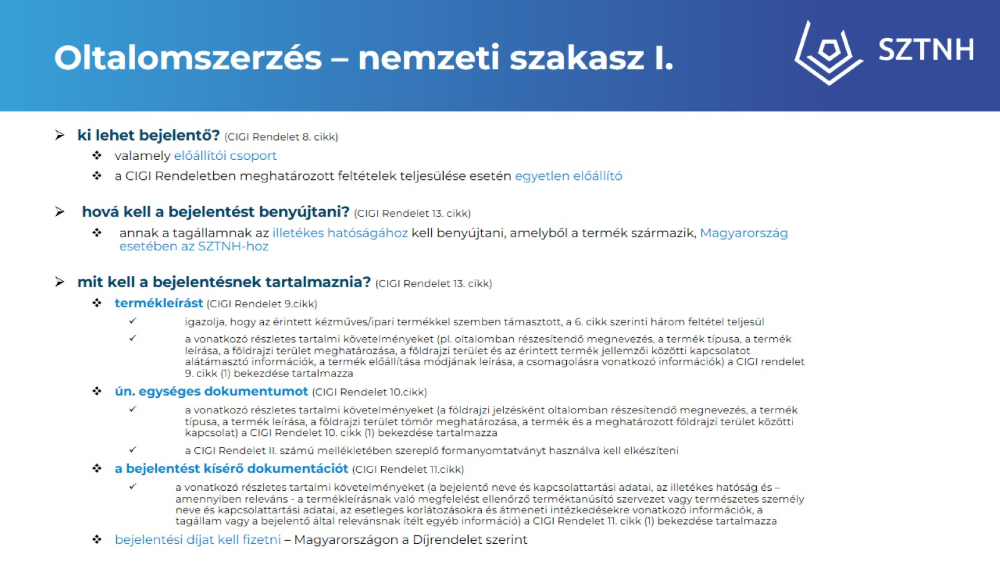 Oltalomszerzés – nemzeti szakasz I.
SZTNH
ki lehet bejelentő? (CIGI Rendelet 8. cikk)
valamely előállítói csoport
a CIGI Rendeletben meghatározott feltételek teljesülése esetén egyetlen előállító
hová kell a bejelentést benyújtani? (CIGI Rendelet 13. cikk)
annak a tagállamnak az illetékes hatóságához kell benyújtani, amelyből a termék származik, Magyarország
esetében az SZTNH-hoz
mit kell a bejelentésnek tartalmaznia? (CIGI Rendelet 13. cikk)
termékleírást (CIGI Rendelet 9.cikk)
igazolja, hogy az érintett kézműves/ipari termékkel szemben támasztott, a 6. cikk szerinti három feltétel teljesül
a vonatkozó részletes tartalmi követelményeket (pl. oltalomban részesítendő megnevezés, a termék típusa, a termék
leírása, a földrajzi terület meghatározása, a földrajzi terület és az érintett termék jellemzői közötti kapcsolatot
alátámasztó információk, a termék előállítása módjának leírása, a csomagolásra vonatkozó információk) a CIGI rendelet
9. cikk (1) bekezdése tartalmazza
ún. egységes dokumentumot (CIGI Rendelet 10.cikk)
a vonatkozó részletes tartalmi követelményeket (a földrajzi jelzésként oltalomban részesítendő megnevezés, a termék
típusa, a termék leírása, a földrajzi terület tömör meghatározása, a termék és a meghatározott földrajzi terület közötti
kapcsolat) a CIGI Rendelet 10. cikk (1) bekezdése tartalmazza
a CIGI Rendelet II. számú mellékletében szereplő formanyomtatványt használva kell elkészíteni
a bejelentést kísérő dokumentációt (CIGI Rendelet 11.cikk)
a vonatkozó részletes tartalmi követelményeket (a bejelentő neve és kapcsolattartási adatai, az illetékes hatóság és –
amennyiben releváns - a termékleírásnak való megfelelést ellenőrző terméktanúsító szervezet vagy természetes személy
neve és kapcsolattartási adatai, az esetleges korlátozásokra és átmeneti intézkedésekre vonatkozó információk, a
tagállam vagy a bejelentő által relevánsnak ítélt egyéb információ) a CIGI Rendelet 11. cikk (1) bekezdése tartalmazza
bejelentési díjat kell fizetni – Magyarországon a Díjrendelet szerint